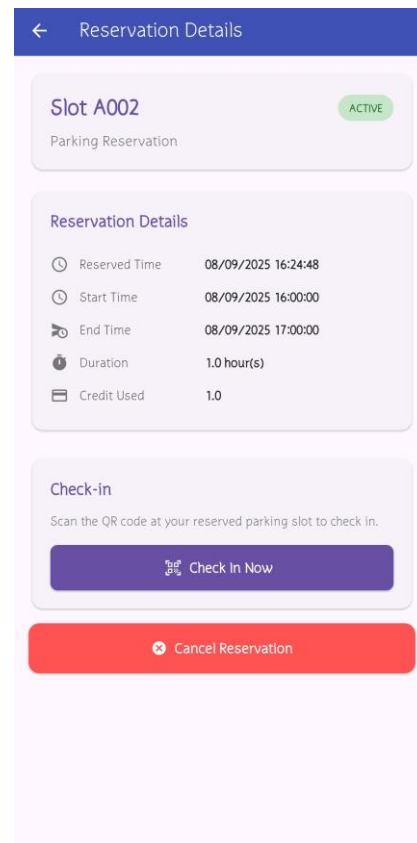 Reservation Details
Slot A002
ACTIVE
Parking Reservation
Reservation Details
Reserved Time 08/09/2025 16:24:48
Start Time 08/09/2025 16:00:00
End Time 08/09/2025 17:00:00
Duration 1.0 hour(s)
Credit Used 1.0
Check-in
Scan the QR code at your reserved parking slot to check in.
Check In Now
Cancel Reservation